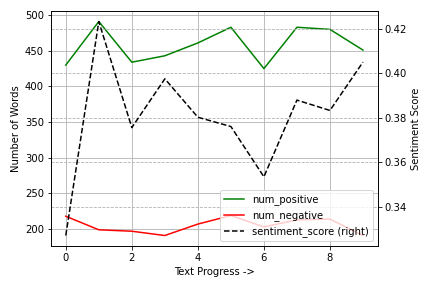 500
450
400
350
300
250
200
0.42
0.40
0.38
0.36
0.34
Number of Words
Sentiment Score
num_positive
num_negative
sentiment_score (right)
0 2 4 6 8
Text Progress ->